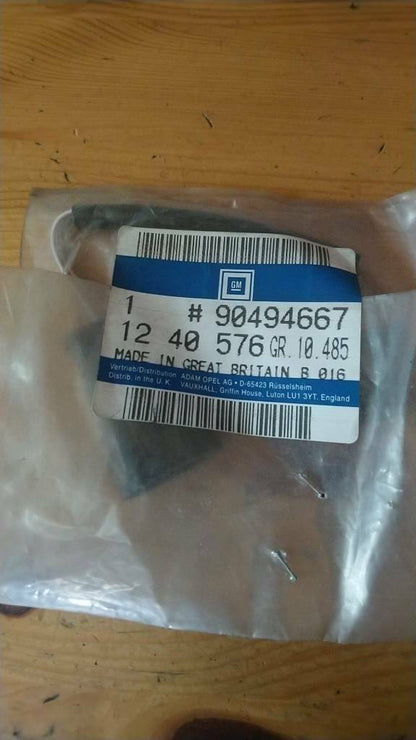 GM
1 # 90494667
12 40 576 GR. 10.485
MADE IN GREAT BRITAIN B 016
Vertrieb/Distribution ADAM OPEL AG • D-65423 Rüsselsheim
Distrib. in the U. K. VAUXHALL, Griffin House, Luton LU1 3YT. England